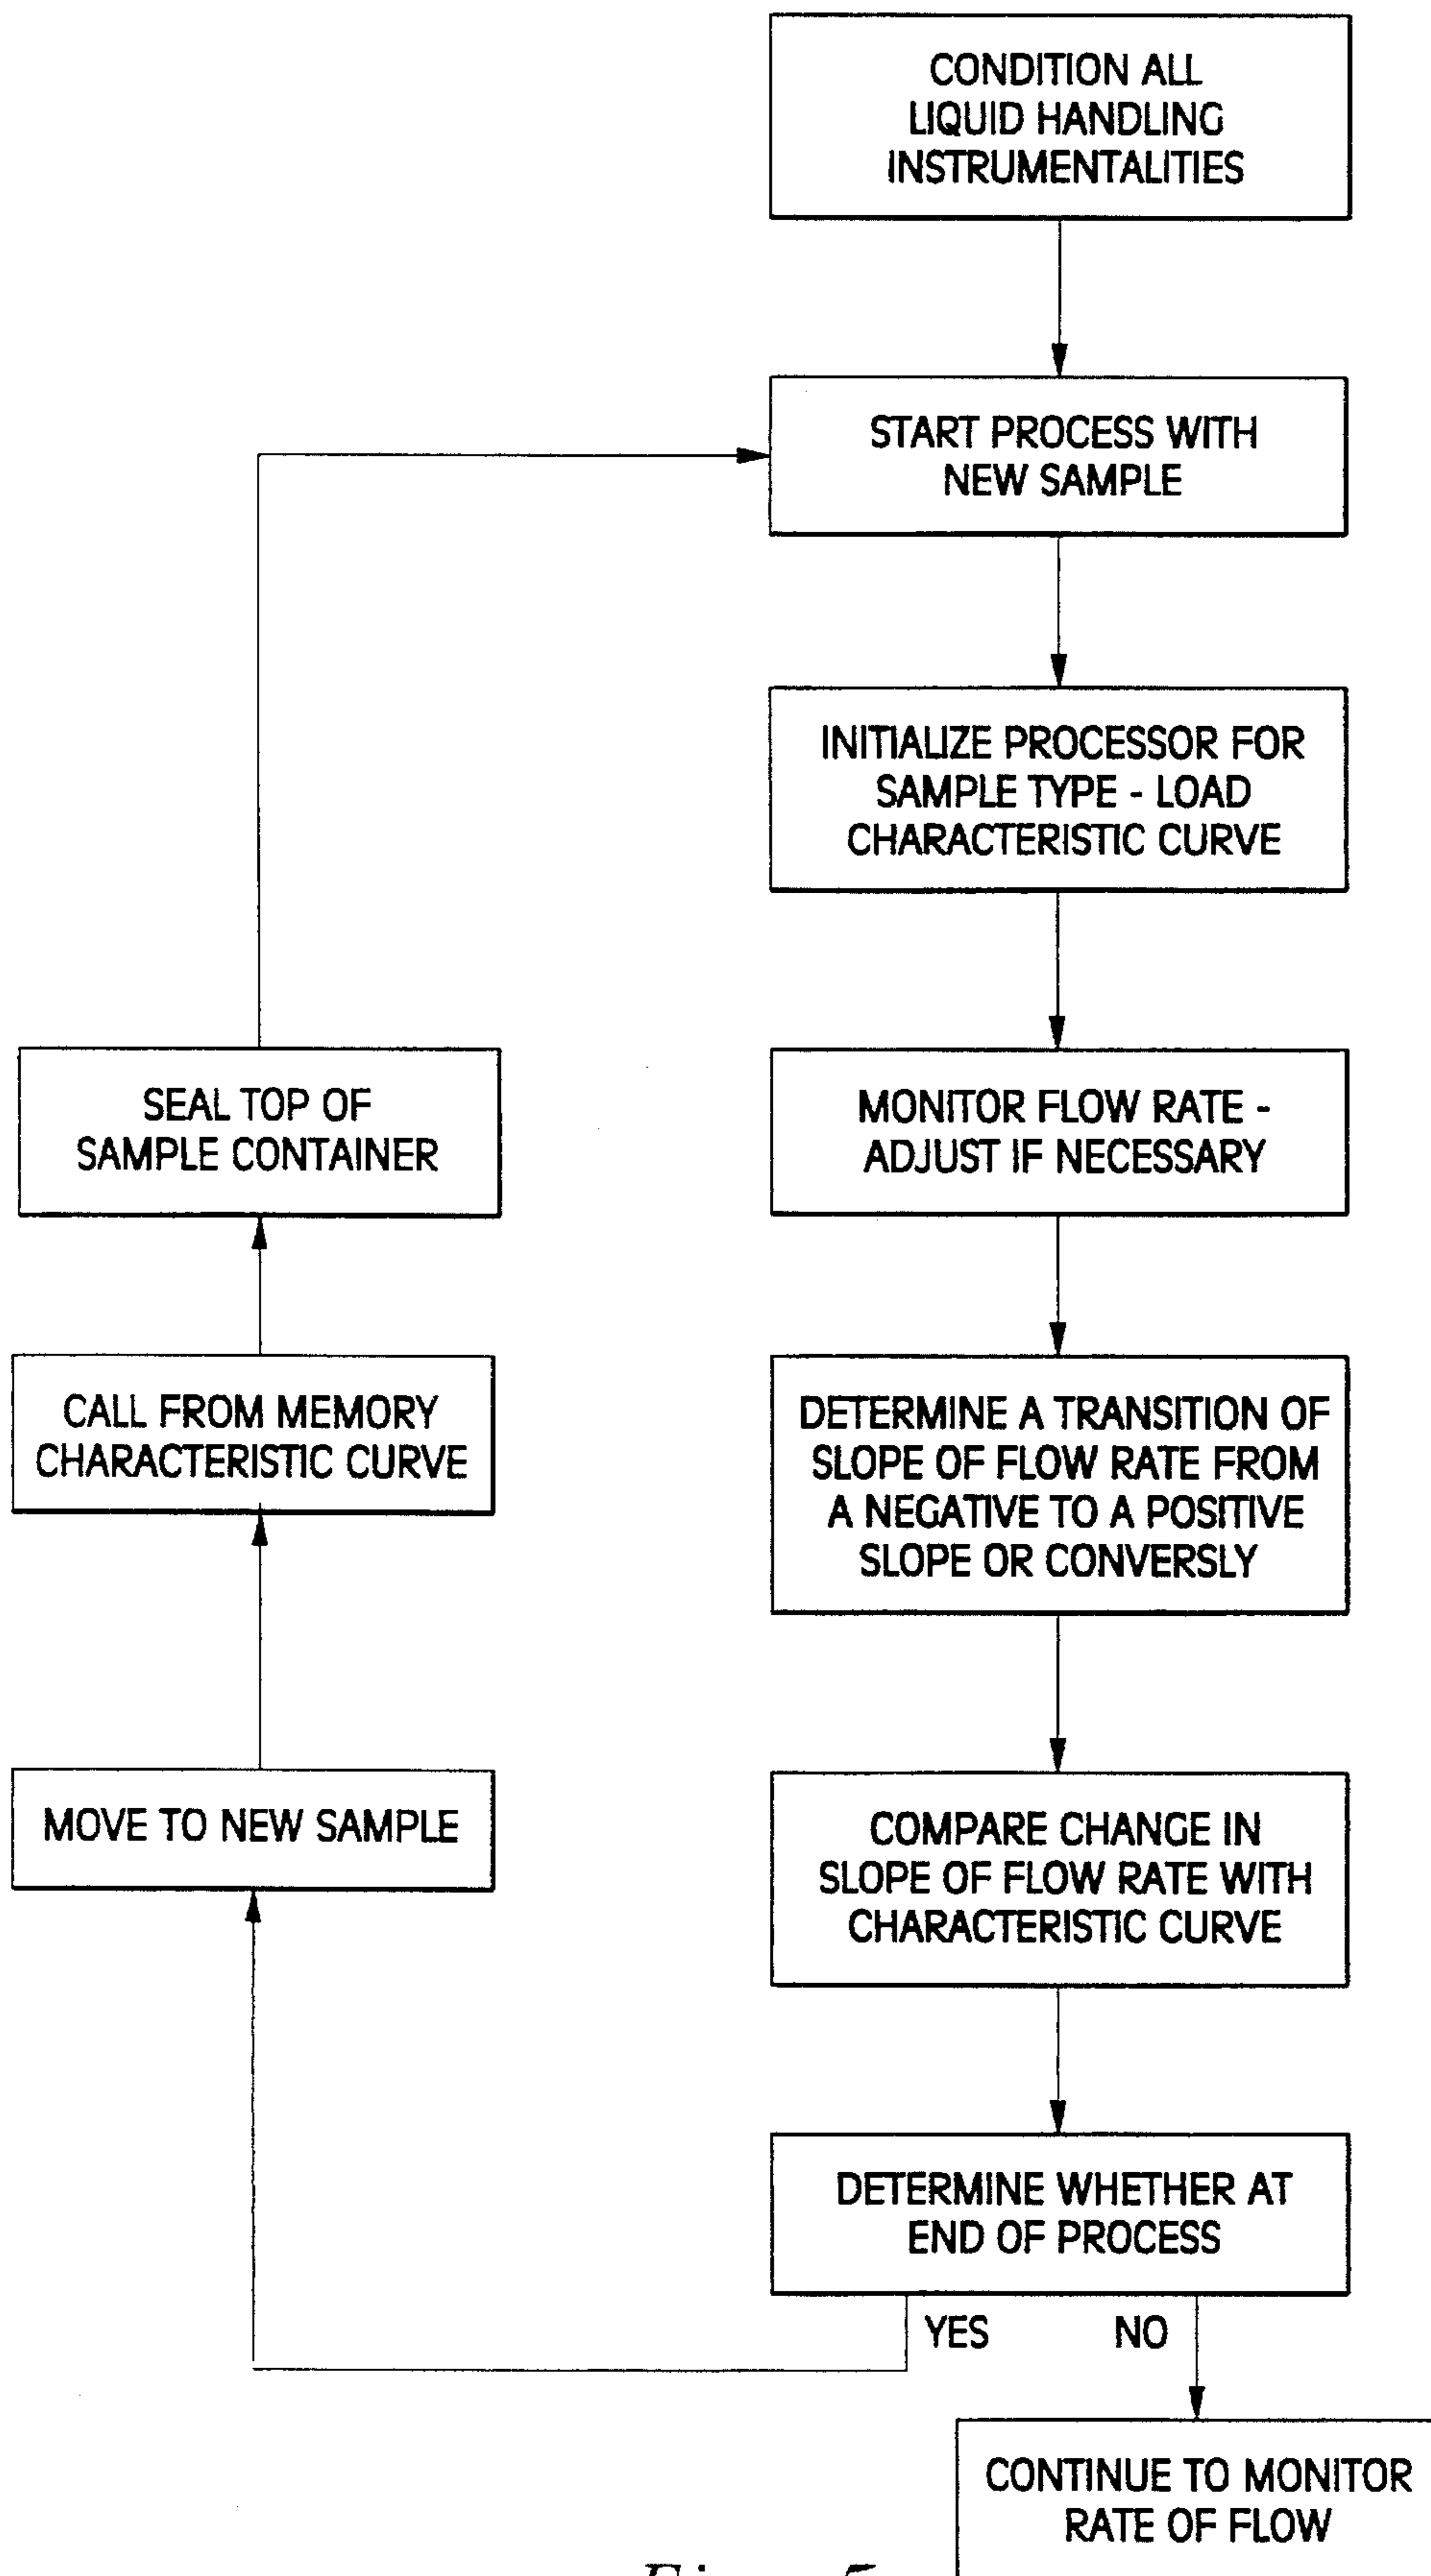 CONDITION ALL
LIQUID HANDLING
INSTRUMENTALITIES
START PROCESS WITH
NEW SAMPLE
INITIALIZE PROCESSOR FOR
SAMPLE TYPE - LOAD
CHARACTERISTIC CURVE
MONITOR FLOW RATE -
ADJUST IF NECESSARY
DETERMINE A TRANSITION OF
SLOPE OF FLOW RATE FROM
A NEGATIVE TO A POSITIVE
SLOPE OR CONVERSLY
COMPARE CHANGE IN
SLOPE OF FLOW RATE WITH
CHARACTERISTIC CURVE
DETERMINE WHETHER AT
END OF PROCESS
YES
NO
CONTINUE TO MONITOR
RATE OF FLOW
MOVE TO NEW SAMPLE
CALL FROM MEMORY
CHARACTERISTIC CURVE
SEAL TOP OF
SAMPLE CONTAINER